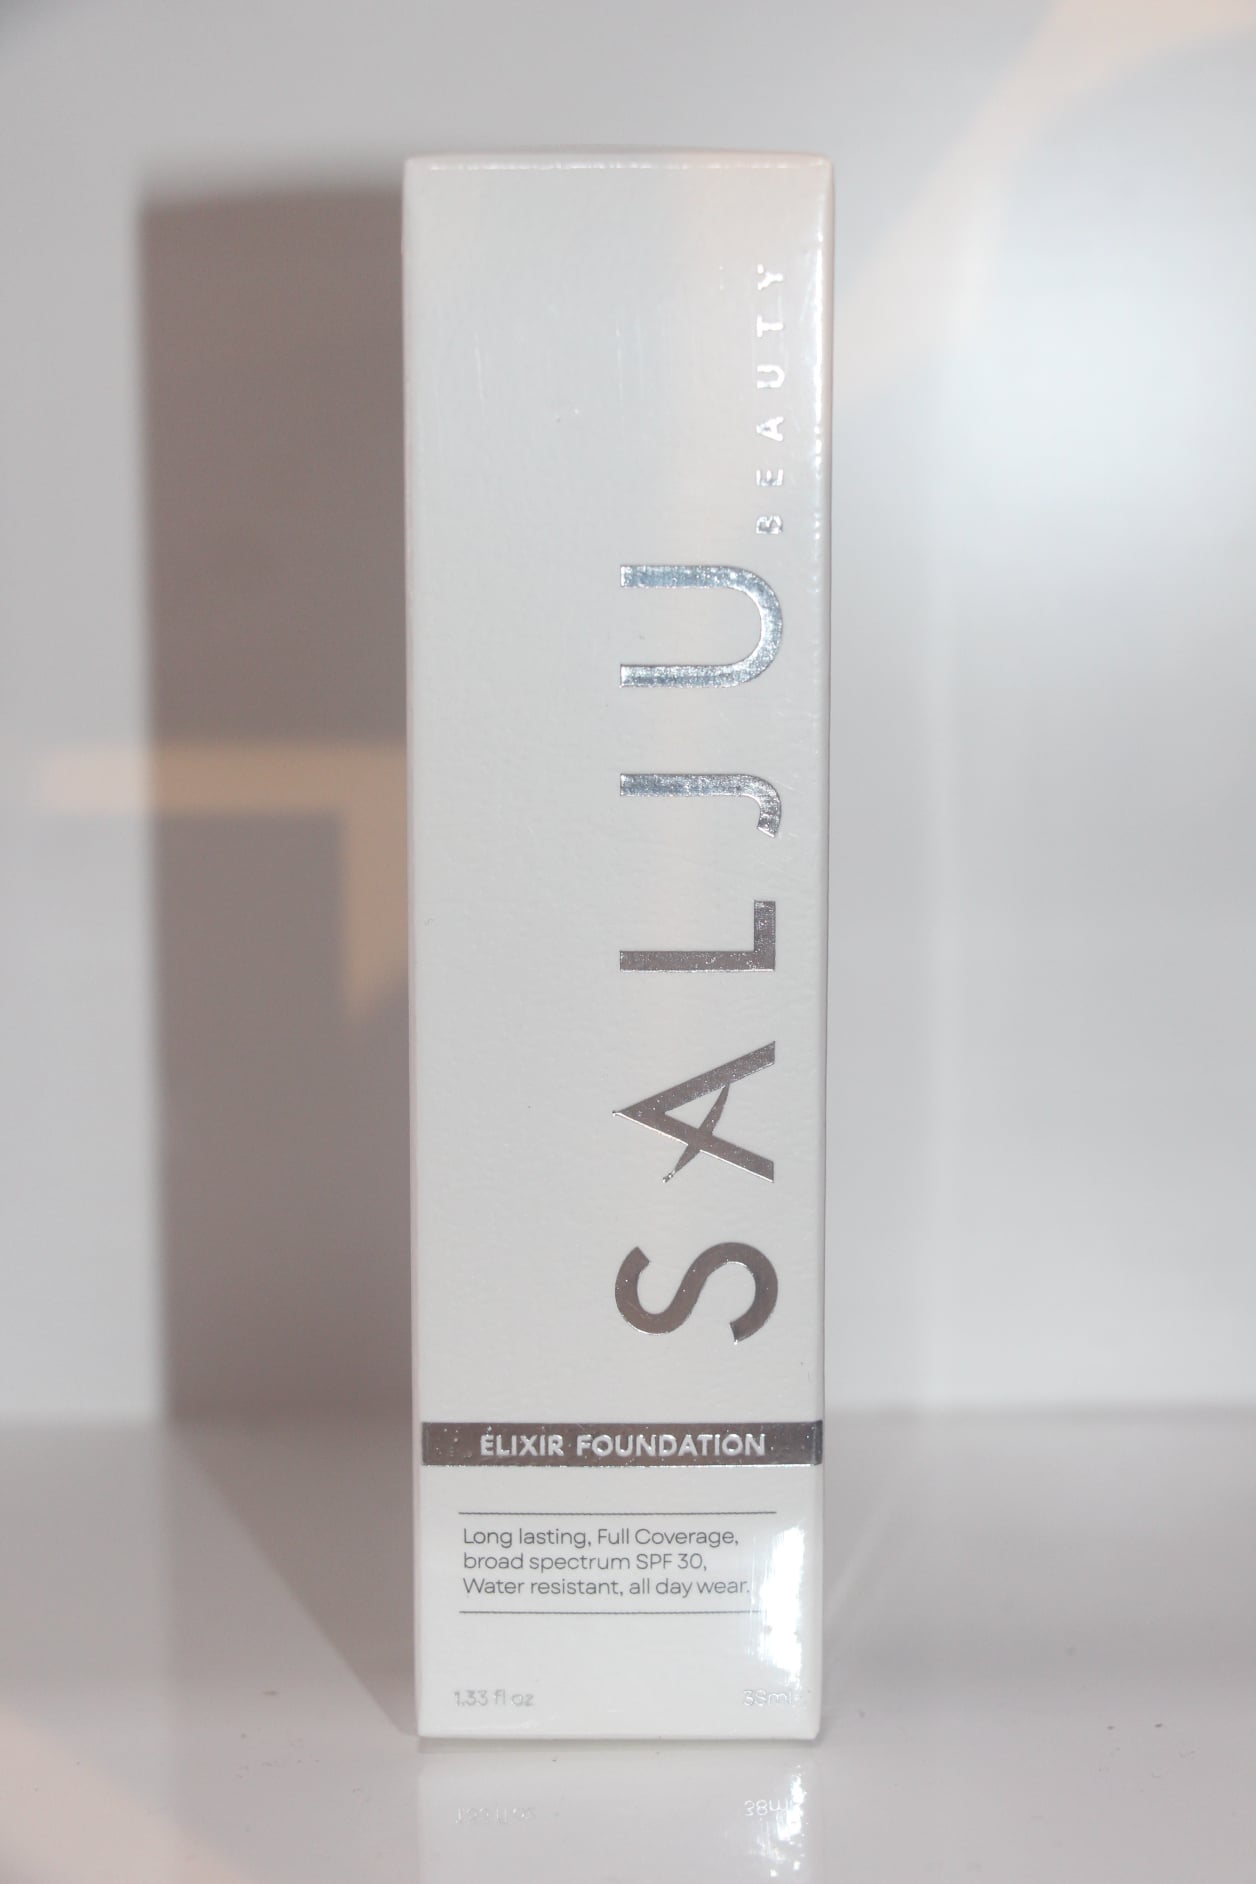 SALJU
BEAUTY
ÉLIXIR FOUNDATION
Long lasting, Full Coverage,
broad spectrum SPF 30,
Water resistant, all day wear.
1.33 fl oz
38ml